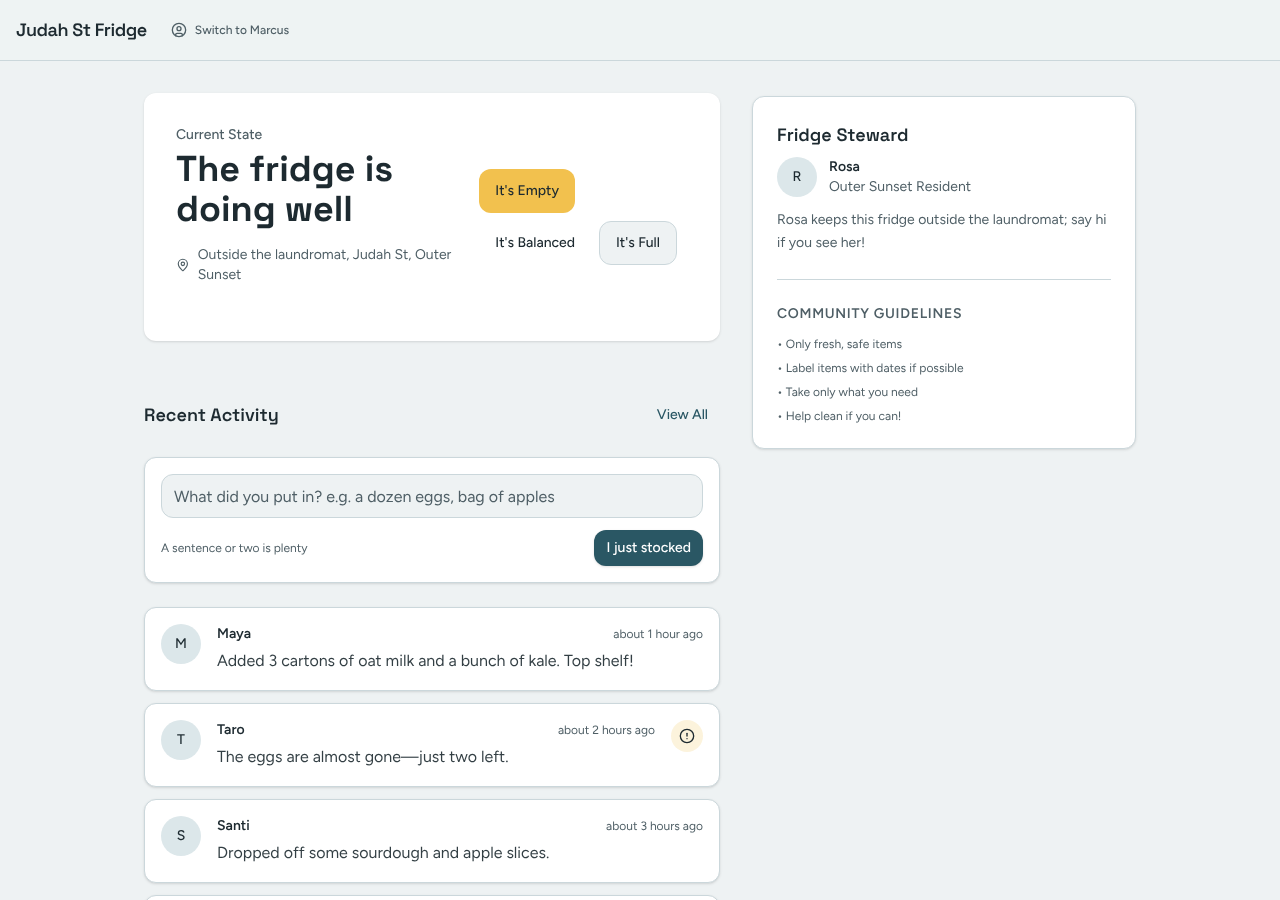 Judah St Fridge
Switch to Marcus
Current State
The fridge is
doing well
Outside the laundromat, Judah St, Outer
Sunset
It's Empty
It's Balanced
It's Full
Recent Activity
View All
What did you put in? e.g. a dozen eggs, bag of apples
A sentence or two is plenty
I just stocked
M
Maya
about 1 hour ago
Added 3 cartons of oat milk and a bunch of kale. Top shelf!
T
Taro
about 2 hours ago
The eggs are almost gone—just two left.
S
Santi
about 3 hours ago
Dropped off some sourdough and apple slices.
Fridge Steward
R
Rosa
Outer Sunset Resident
Rosa keeps this fridge outside the laundromat; say hi
if you see her!
COMMUNITY GUIDELINES
• Only fresh, safe items
• Label items with dates if possible
• Take only what you need
• Help clean if you can!